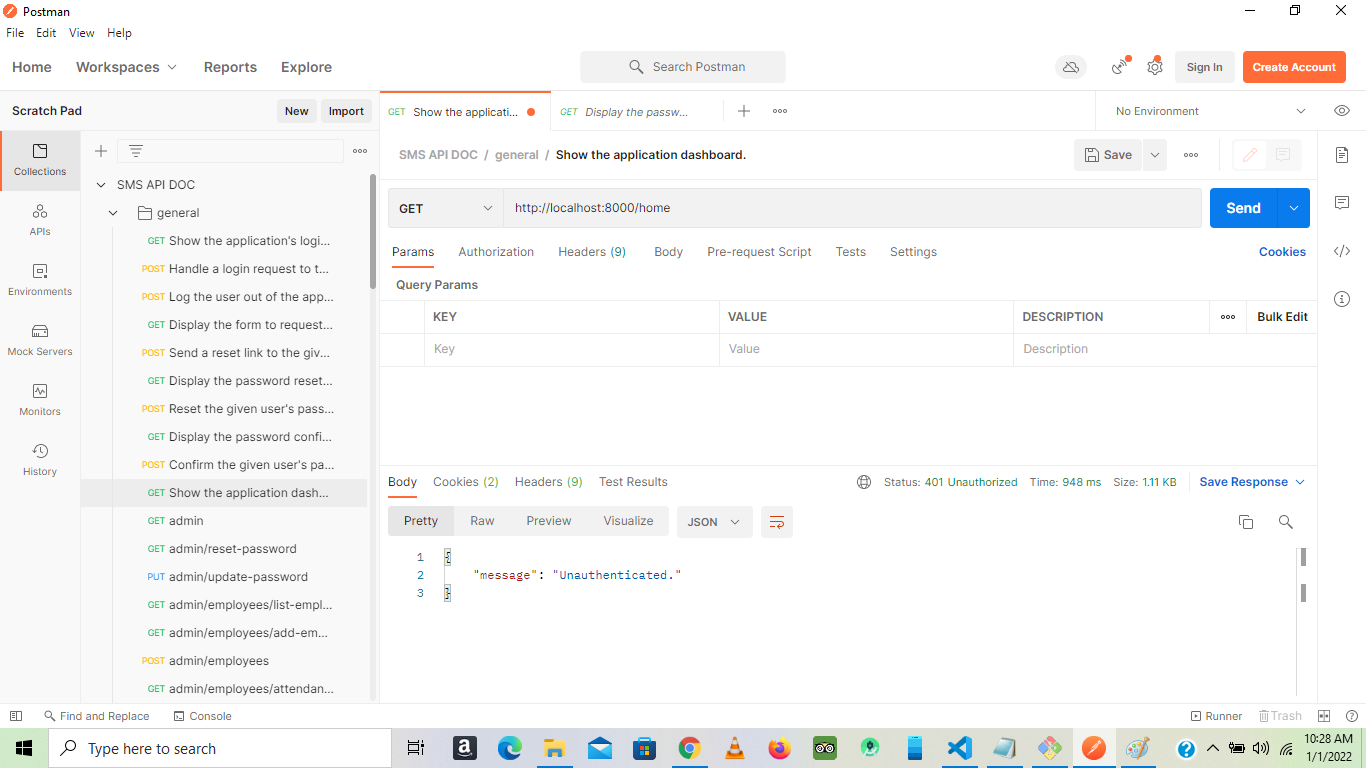 Postman
File Edit View Help
Home Workspaces Reports Explore
Search Postman
Sign In
Create Account
Scratch Pad
New
Import
GET Show the applicati...
GET Display the passw...
No Environment
Collections
APIs
Environments
Mock Servers
Monitors
History
SMS API DOC
general
GET Show the application's logi...
POST Handle a login request to t...
POST Log the user out of the app...
GET Display the form to request...
POST Send a reset link to the giv...
GET Display the password reset...
POST Reset the given user's pass...
GET Display the password confi...
POST Confirm the given user's pa...
GET Show the application dash...
GET admin
GET admin/reset-password
PUT admin/update-password
GET admin/employees/list-empl...
GET admin/employees/add-em...
POST admin/employees
GET admin/employees/attendan...
SMS API DOC / general / Show the application dashboard.
Save
GET
http://localhost:8000/home
Send
Params Authorization Headers (9) Body Pre-request Script Tests Settings
Cookies
Query Params
KEY VALUE DESCRIPTION
Bulk Edit
Key Value Description
Body Cookies (2) Headers (9) Test Results
Status: 401 Unauthorized Time: 948 ms Size: 1.11 KB
Save Response
Pretty Raw Preview Visualize
JSON
1 {
2 "message": "Unauthenticated."
3 }
Find and Replace
Console
Runner
Trash
Type here to search
10:28 AM
1/1/2022